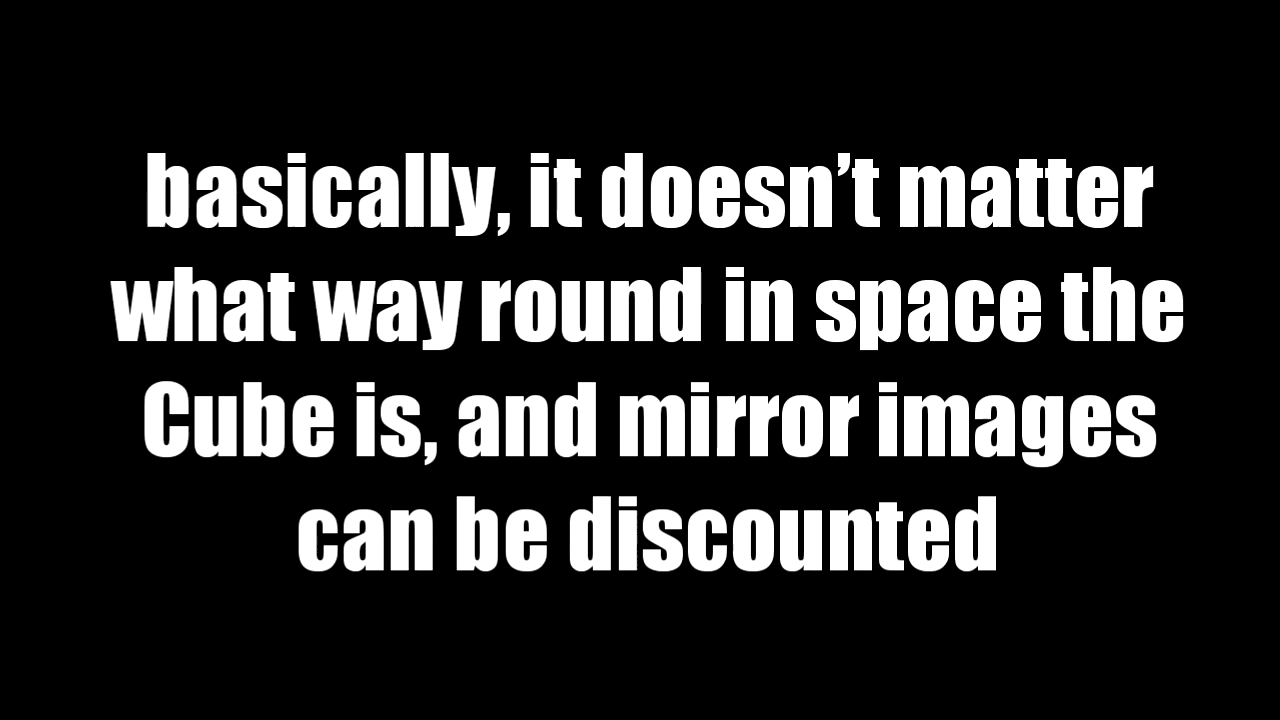 basically, it doesn’t matter
what way round in space the
Cube is, and mirror images
can be discounted